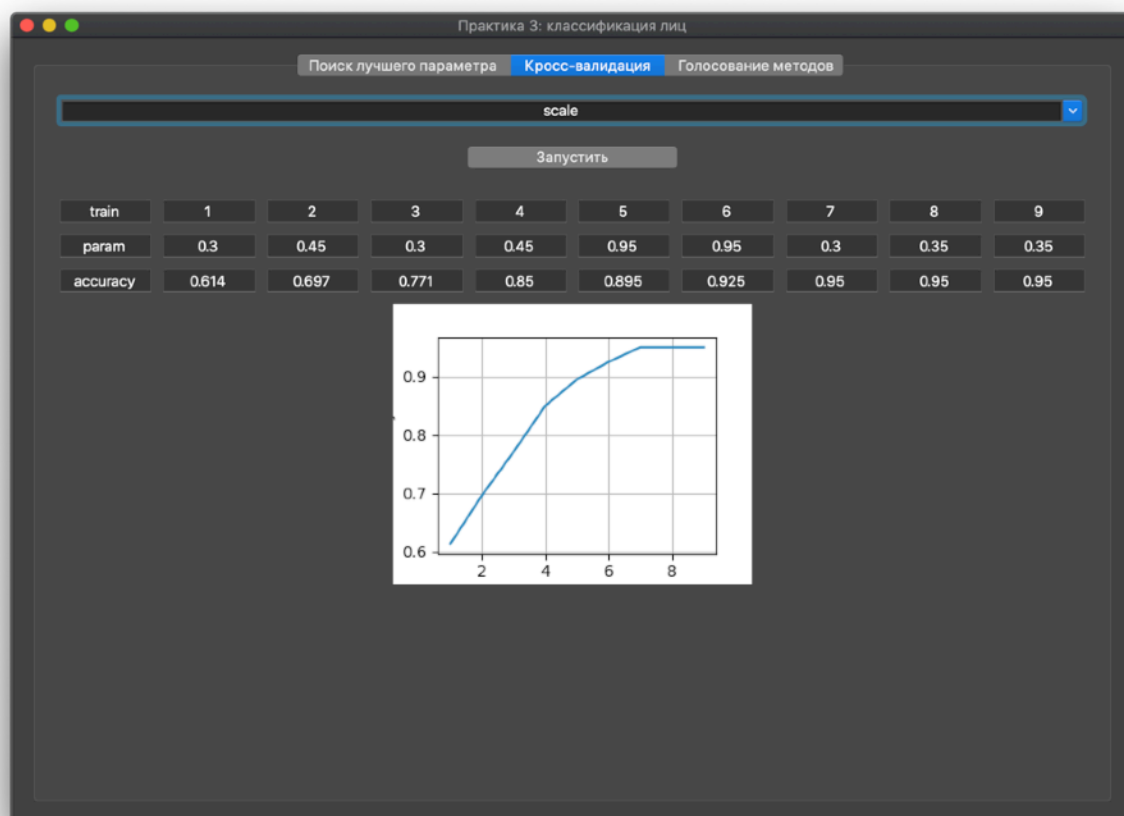 Практика 3: классификация лиц
Поиск лучшего параметра Кросс-валидация Голосование методов
scale
Запустить
train 1 2 3 4 5 6 7 8 9
param 0.3 0.45 0.3 0.45 0.95 0.95 0.3 0.35 0.35
accuracy 0.614 0.697 0.771 0.85 0.895 0.925 0.95 0.95 0.95
0.9
0.8
0.7
0.6
2 4 6 8